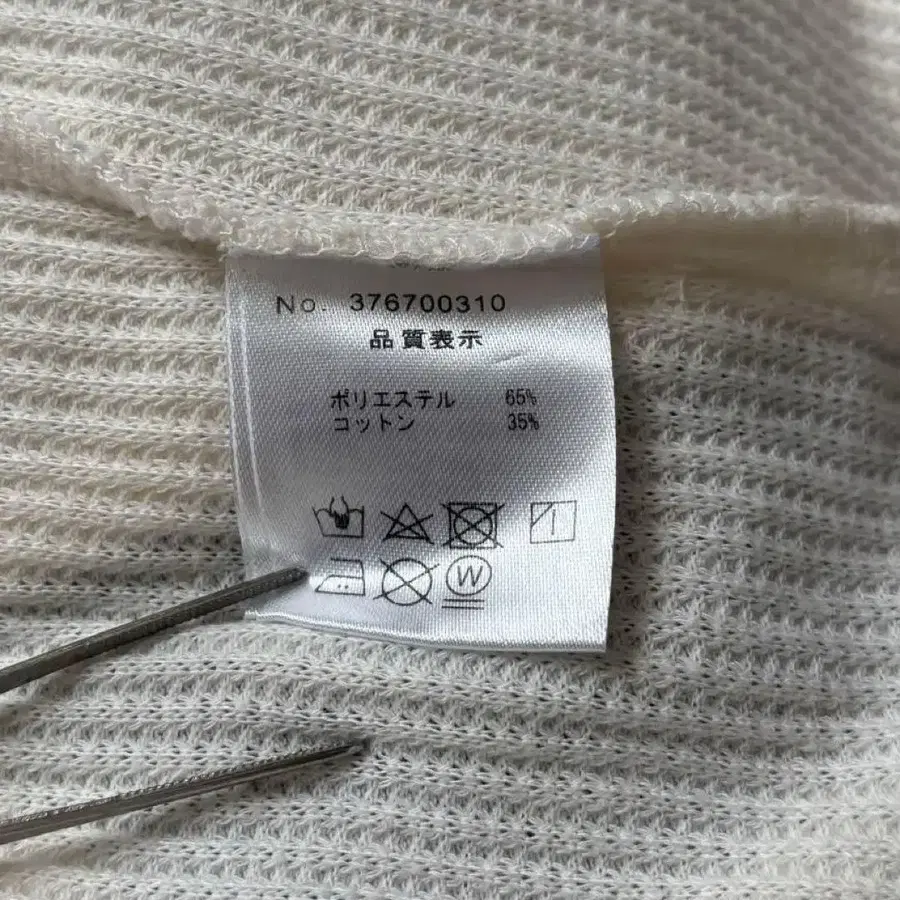 No. 376700310
品質表示
ポリエステル 65%
コットン 35%
W